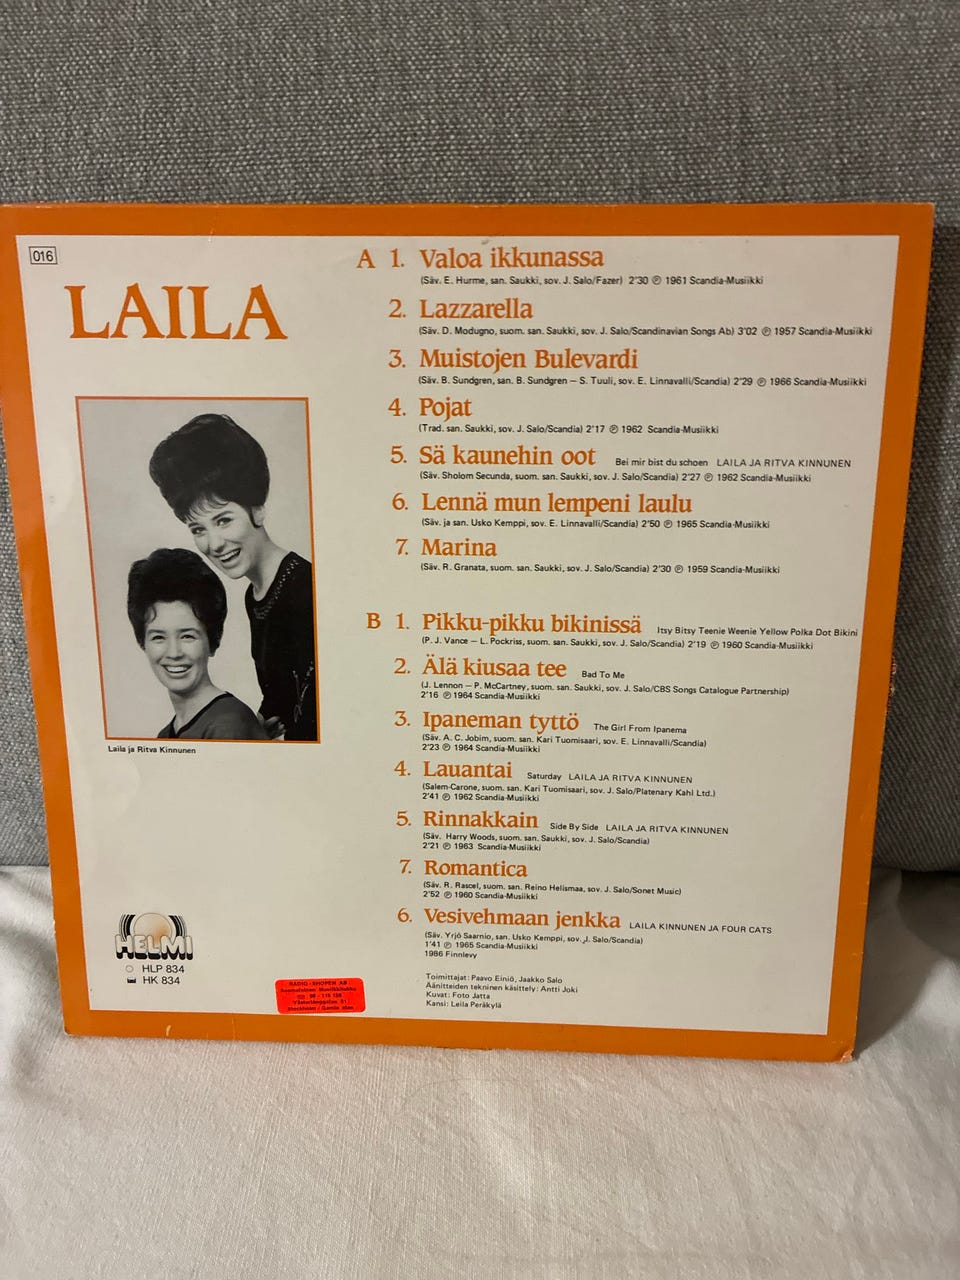 016
LAILA
Laila ja Ritva Kinnunen
A 1. Valoa ikkunassa
(Säv. E. Hurme, san. Saukki, sov. J. Salo/Fazer) 2'30 ℗ 1961 Scandia-Musiikki
2. Lazzarella
(Säv. D. Modugno, suom. san. Saukki, sov. J. Salo/Scandinavian Songs Ab) 3'02 ℗ 1957 Scandia-Musiikki
3. Muistojen Bulevardi
(Säv. B. Sundgren, san. B. Sundgren – S. Tuuli, sov. E. Linnavalli/Scandia) 2'29 ℗ 1966 Scandia-Musiikki
4. Pojat
(Trad. san. Saukki, sov. J. Salo/Scandia) 2'17 ℗ 1962 Scandia-Musiikki
5. Sä kaunehin oot Bei mir bist du schoen LAILA JA RITVA KINNUNEN
(Säv. Sholom Secunda, suom. san. Saukki, sov. J. Salo/Scandia) 2'27 ℗ 1962 Scandia-Musiikki
6. Lennä mun lempeni laulu
(Säv. ja san. Usko Kemppi, sov. E. Linnavalli/Scandia) 2'50 ℗ 1965 Scandia-Musiikki
7. Marina
(Säv. R. Granata, suom. san. Saukki, sov. J. Salo/Scandia) 2'30 ℗ 1959 Scandia-Musiikki
B 1. Pikku-pikku bikinissä Itsy Bitsy Teenie Weenie Yellow Polka Dot Bikini
(P. J. Vance – L. Pockriss, suom. san. Saukki, sov. J. Salo/Scandia) 2'19 ℗ 1960 Scandia-Musiikki
2. Älä kiusaa tee Bad To Me
(J. Lennon – P. McCartney, suom. san. Saukki, sov. J. Salo/CBS Songs Catalogue Partnership)
2'16 ℗ 1964 Scandia-Musiikki
3. Ipaneman tyttö The Girl From Ipanema
(Säv. A. C. Jobim, suom. san. Kari Tuomisaari, sov. E. Linnavalli/Scandia)
2'23 ℗ 1964 Scandia-Musiikki
4. Lauantai Saturday LAILA JA RITVA KINNUNEN
(Salem-Carone, suom. san. Kari Tuomisaari, sov. J. Salo/Platenary Kahl Ltd.)
2'41 ℗ 1962 Scandia-Musiikki
5. Rinnakkain Side By Side LAILA JA RITVA KINNUNEN
(Säv. Harry Woods, suom. san. Saukki, sov. J. Salo/Scandia)
2'21 ℗ 1963 Scandia-Musiikki
7. Romantica
(Säv. R. Rascel, suom. san. Reino Helismaa, sov. J. Salo/Sonet Music)
2'52 ℗ 1960 Scandia-Musiikki
6. Vesivehmaan jenkka LAILA KINNUNEN JA FOUR CATS
(Säv. Yrjö Saarnio, san. Usko Kemppi, sov. J. Salo/Scandia)
1'41 ℗ 1965 Scandia-Musiikki
1986 Finnlevy
Toimittajat: Paavo Einiö, Jaakko Salo
Äänitteiden tekninen käsittely: Antti Joki
Kuvat: Foto Jatta
Kansi: Leila Peräkylä
HELMI
HLP 834
HK 834
RADIO-SHOPEN AB
Suomalainen Musiikkitukku
Västerlånggatan 51
Stockholm / Gamla stan